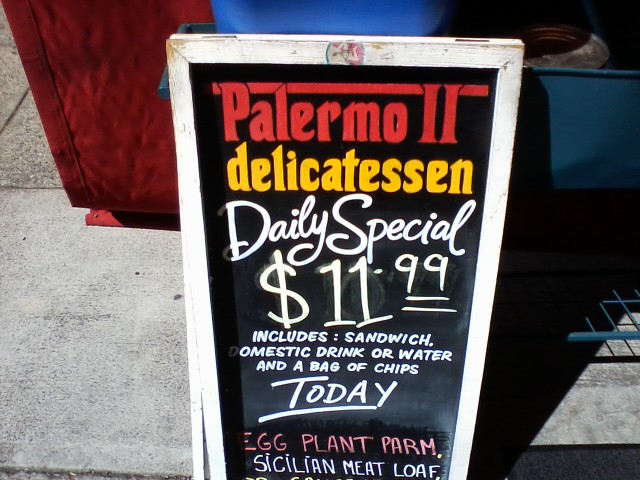 Palermo II
delicatessen
Daily Special
$11.99
INCLUDES: SANDWICH,
DOMESTIC DRINK OR WATER
AND A BAG OF CHIPS
TODAY
EGG PLANT PARM.
SICILIAN MEAT LOAF,